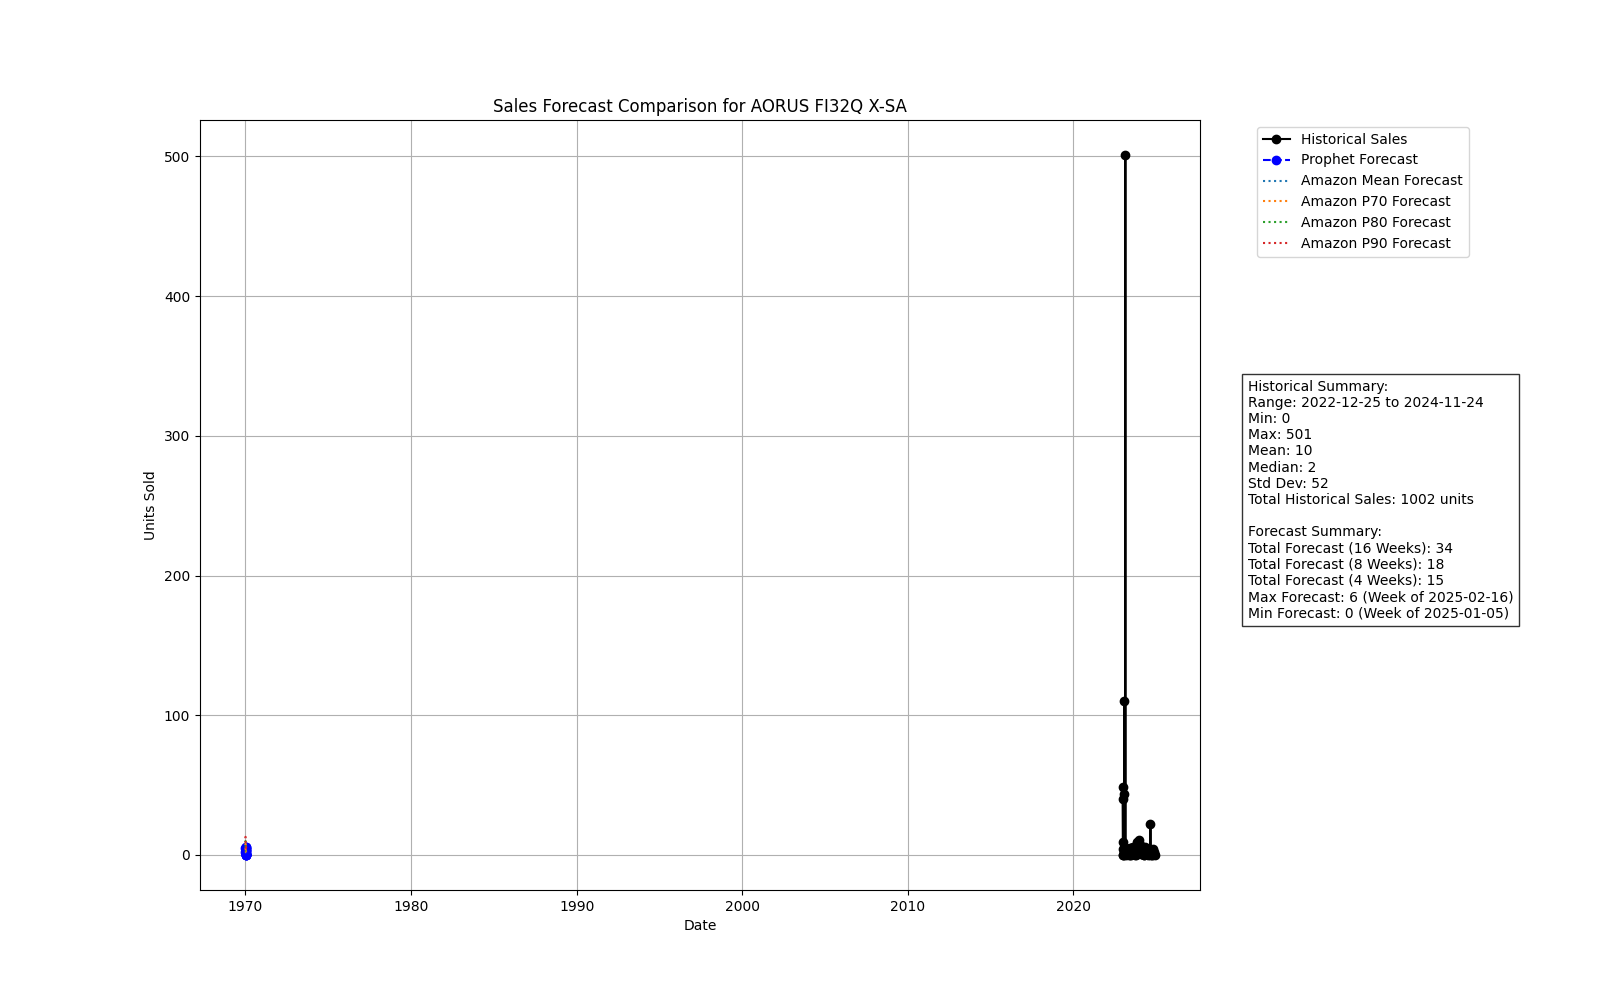 Sales Forecast Comparison for AORUS FI32Q X-SA
500
400
300
200
100
0
Units Sold
1970
1980
1990
2000
2010
2020
Date
Historical Sales
Prophet Forecast
Amazon Mean Forecast
Amazon P70 Forecast
Amazon P80 Forecast
Amazon P90 Forecast
Historical Summary:
Range: 2022-12-25 to 2024-11-24
Min: 0
Max: 501
Mean: 10
Median: 2
Std Dev: 52
Total Historical Sales: 1002 units
Forecast Summary:
Total Forecast (16 Weeks): 34
Total Forecast (8 Weeks): 18
Total Forecast (4 Weeks): 15
Max Forecast: 6 (Week of 2025-02-16)
Min Forecast: 0 (Week of 2025-01-05)